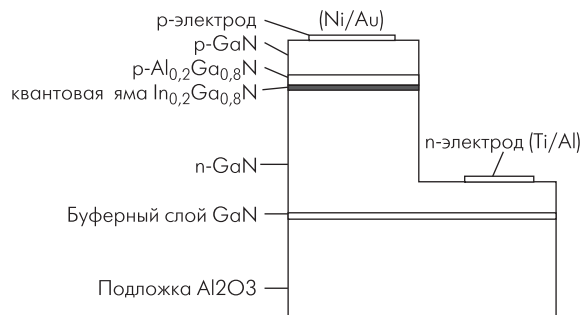 р-электрод (Ni/Au)
p-GaN
p-Al0,2Ga0,8N
квантовая яма In0,2Ga0,8N
n-электрод (Ti/Al)
n-GaN
Буферный слой GaN
Подложка Al2O3